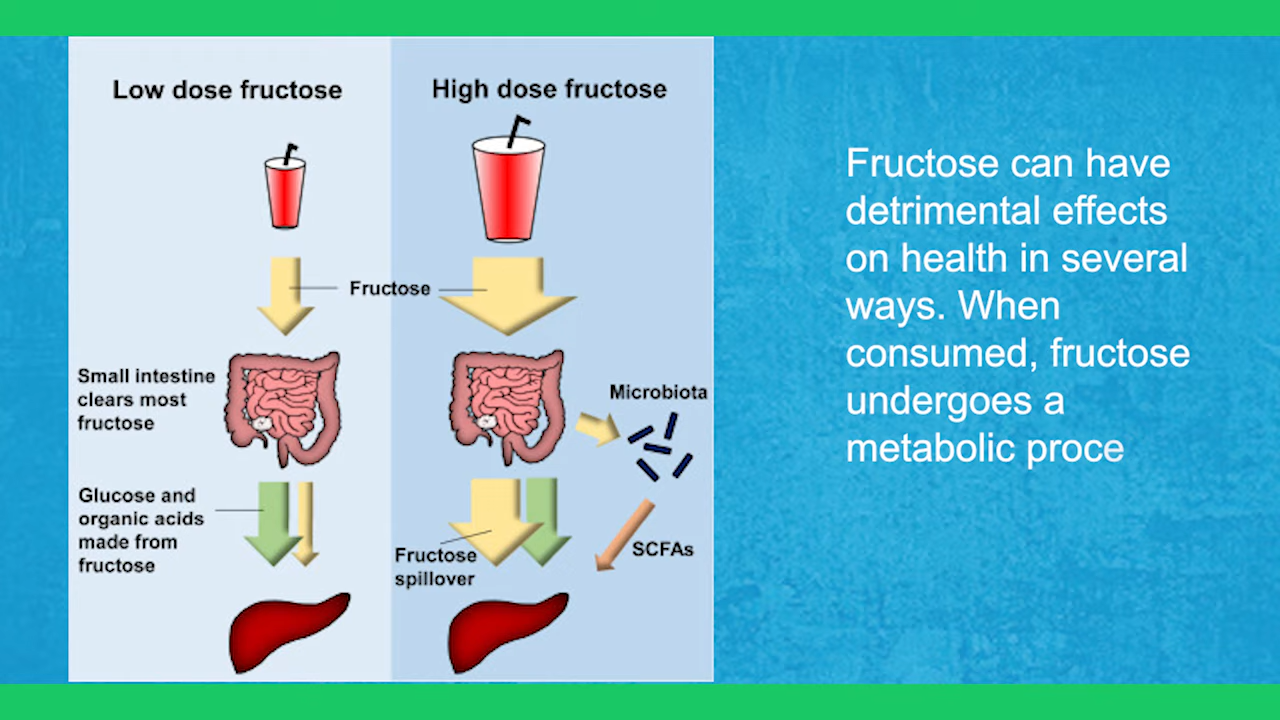 Low dose fructose
High dose fructose
Fructose
Small intestine
clears most
fructose
Microbiota
Glucose and
organic acids
made from
fructose
Fructose
spillover
SCFAs
Fructose can have
detrimental effects
on health in several
ways. When
consumed, fructose
undergoes a
metabolic proce